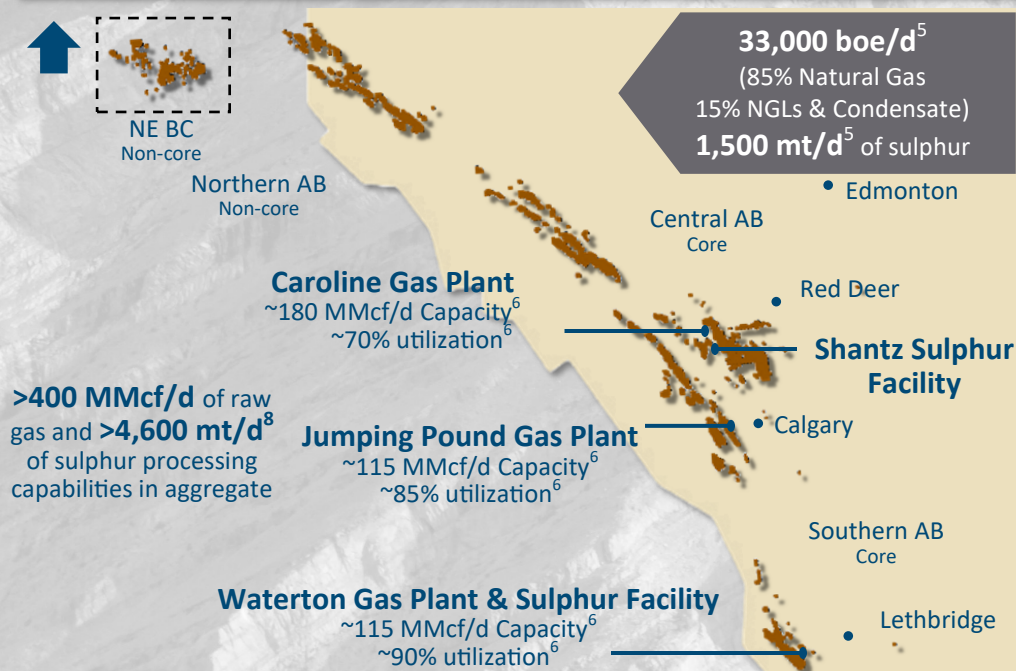 33,000 boe/d5
(85% Natural Gas
15% NGLs & Condensate)
1,500 mt/d5 of sulphur
NE BC
Non-core
Northern AB
Non-core
Edmonton
Central AB
Core
Caroline Gas Plant
~180 MMcf/d Capacity6
~70% utilization6
Red Deer
Shantz Sulphur
Facility
>400 MMcf/d of raw
gas and >4,600 mt/d8
of sulphur processing
capabilities in aggregate
Jumping Pound Gas Plant
~115 MMcf/d Capacity6
~85% utilization6
Calgary
Southern AB
Core
Waterton Gas Plant & Sulphur Facility
~115 MMcf/d Capacity6
~90% utilization6
Lethbridge